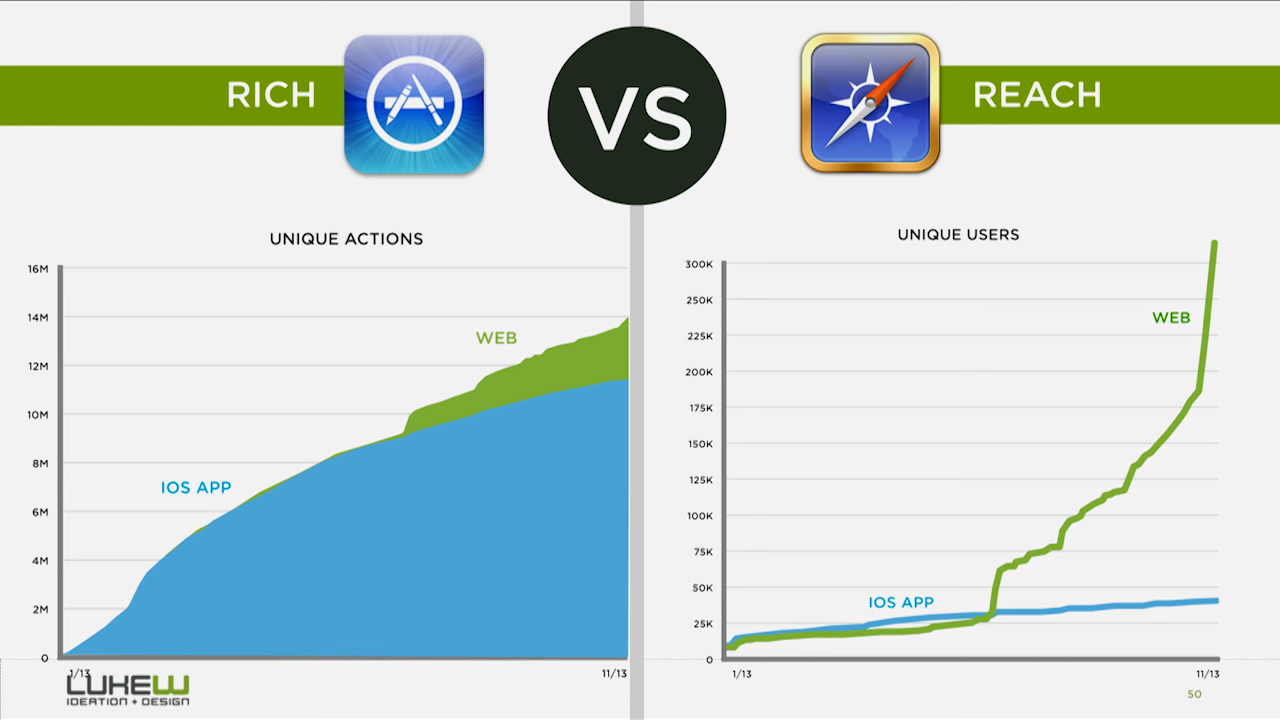 RICH
VS
REACH
UNIQUE ACTIONS
16M
14M
12M
10M
8M
6M
4M
2M
0
WEB
IOS APP
1/13
11/13
UNIQUE USERS
300K
250K
225K
200K
175K
150K
125K
100K
75K
50K
25K
0
WEB
IOS APP
1/13
11/13
LUKEW
IDEATION + DESIGN
50